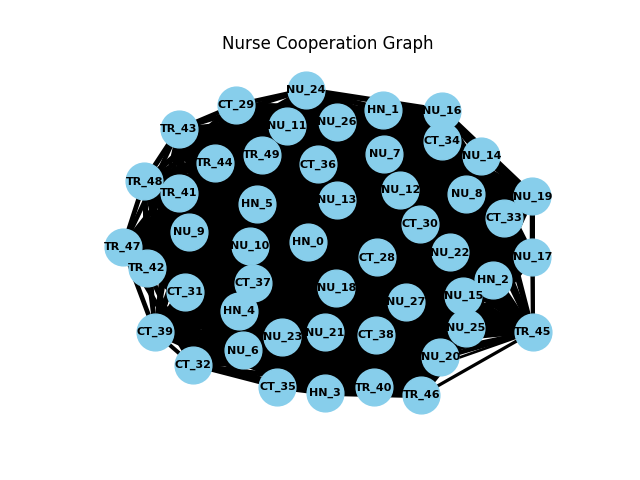 Nurse Cooperation Graph
NU_24
CT_29
HN_1
NU_16
NU_11
NU_26
TR_43
CT_34
TR_49
NU_7
NU_14
TR_44
CT_36
TR_48
TR_41
NU_12
NU_8
NU_19
HN_5
NU_13
CT_33
CT_30
NU_9
HN_0
TR_47
NU_10
NU_22
CT_28
NU_17
TR_42
HN_2
CT_37
CT_31
NU_18
NU_15
NU_27
HN_4
NU_25
CT_39
NU_21
TR_45
NU_23
CT_38
NU_6
NU_20
CT_32
CT_35
TR_40
HN_3
TR_46